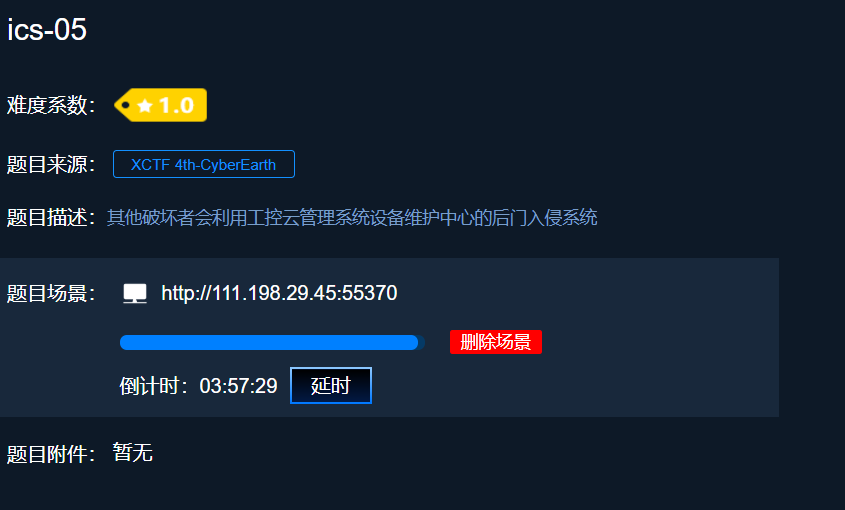 ics-05
难度系数： 1.0
题目来源： XCTF 4th-CyberEarth
题目描述：其他破坏者会利用工控云管理系统设备维护中心的后门入侵系统
题目场景： http://111.198.29.45:55370
删除场景
倒计时：03:57:29 延时
题目附件： 暂无